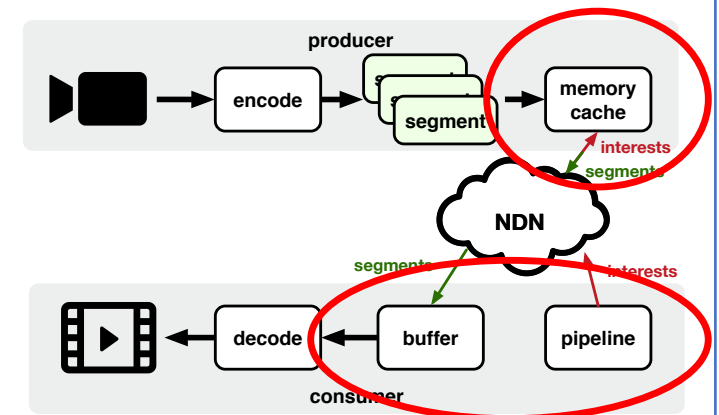 producer
encode
segment
memory
cache
interests
segments
NDN
segments
interests
decode
buffer
pipeline
consumer